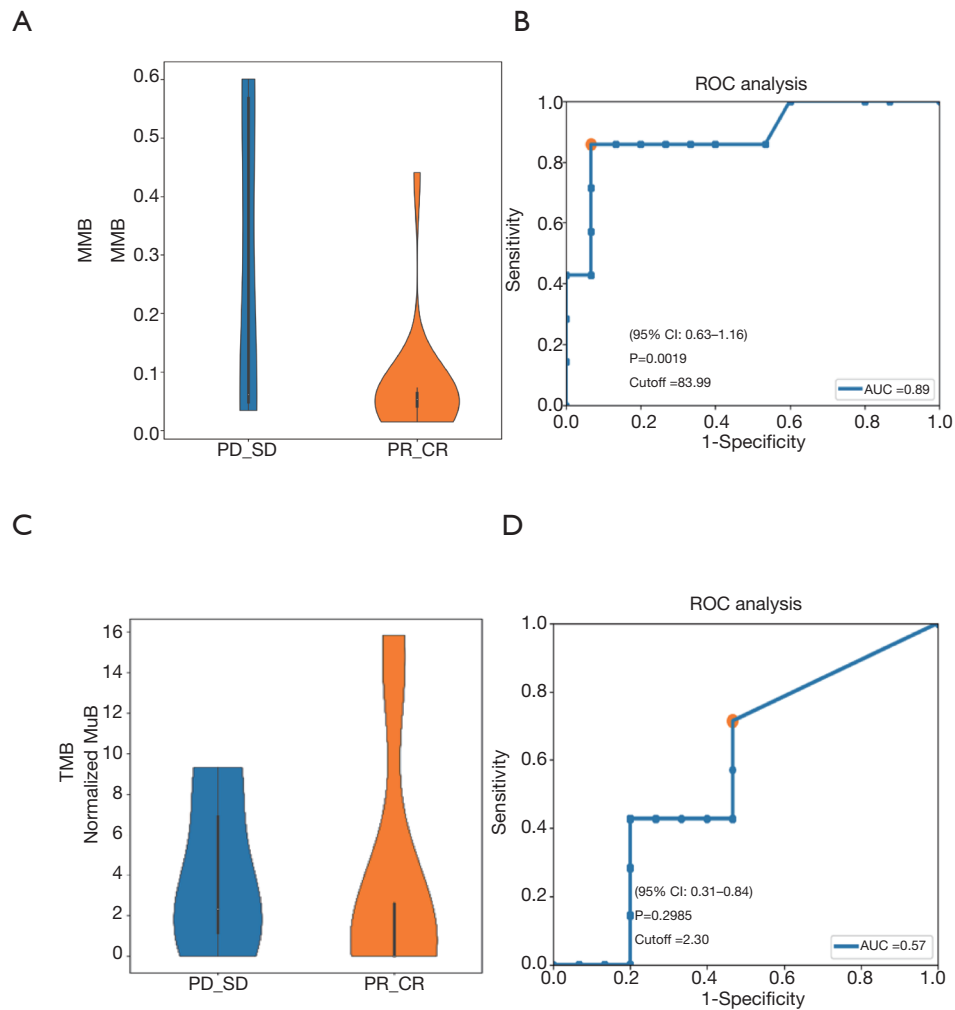 A
0.6
0.5
0.4
0.3
0.2
0.1
0.0
MMB
MMB
PD_SD
PR_CR
B
ROC analysis
1.0
0.8
0.6
0.4
0.2
0.0
Sensitivity
(95% CI: 0.63–1.16)
P=0.0019
Cutoff =83.99
AUC =0.89
0.0 0.2 0.4 0.6 0.8 1.0
1-Specificity
C
16
14
12
10
8
6
4
2
0
TMB
Normalized MuB
PD_SD
PR_CR
D
ROC analysis
1.0
0.8
0.6
0.4
0.2
0.0
Sensitivity
(95% CI: 0.31–0.84)
P=0.2985
Cutoff =2.30
AUC =0.57
0.0 0.2 0.4 0.6 0.8 1.0
1-Specificity